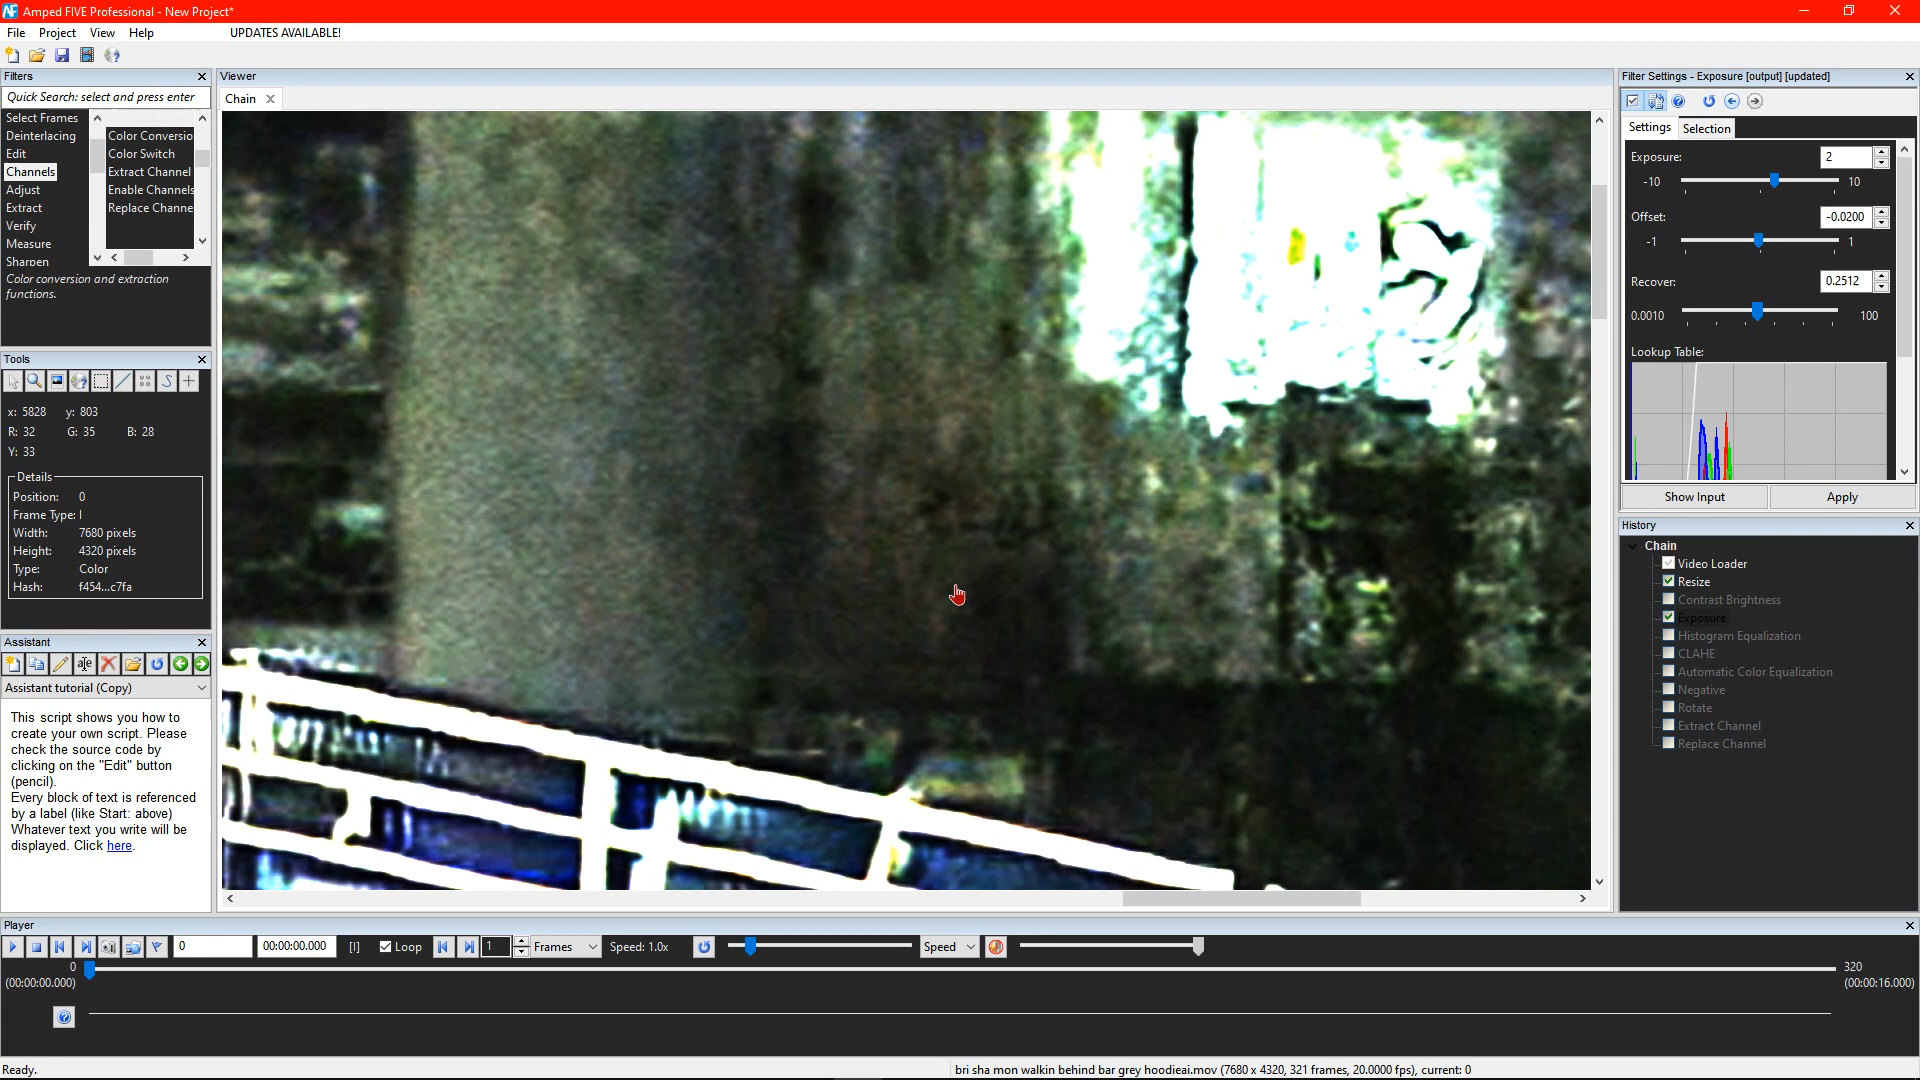 Amped FIVE Professional - New Project*
File Project View Help UPDATES AVAILABLE!
Filters
Quick Search: select and press enter
Select Frames
Deinterlacing
Edit
Channels
Adjust
Extract
Verify
Measure
Sharpen
Color Conversio
Color Switch
Extract Channel
Enable Channels
Replace Channe
Color conversion and extraction
functions.
Tools
x: 5828 y: 803
R: 32 G: 35 B: 28
Y: 33
Details
Position: 0
Frame Type: I
Width: 7680 pixels
Height: 4320 pixels
Type: Color
Hash: f454...c7fa
Assistant
Assistant tutorial (Copy)
This script shows you how to
create your own script. Please
check the source code by
clicking on the "Edit" button
(pencil).
Every block of text is referenced
by a label (like Start: above)
Whatever text you write will be
displayed. Click here.
Viewer
Chain
Filter Settings - Exposure [output] [updated]
Settings Selection
Exposure: 2
-10 10
Offset: -0.0200
-1 1
Recover: 0.2512
0.0010 100
Lookup Table:
Show Input Apply
History
Chain
Video Loader
Resize
Contrast Brightness
Exposure
Histogram Equalization
CLAHE
Automatic Color Equalization
Negative
Rotate
Extract Channel
Replace Channel
Player
0 00:00:00.000 [I] Loop 1 Frames Speed: 1.0x Speed
0 320
(00:00:00.000) (00:00:16.000)
Ready. bri sha mon walkin behind bar grey hoodieai.mov (7680 x 4320, 321 frames, 20.0000 fps), current: 0